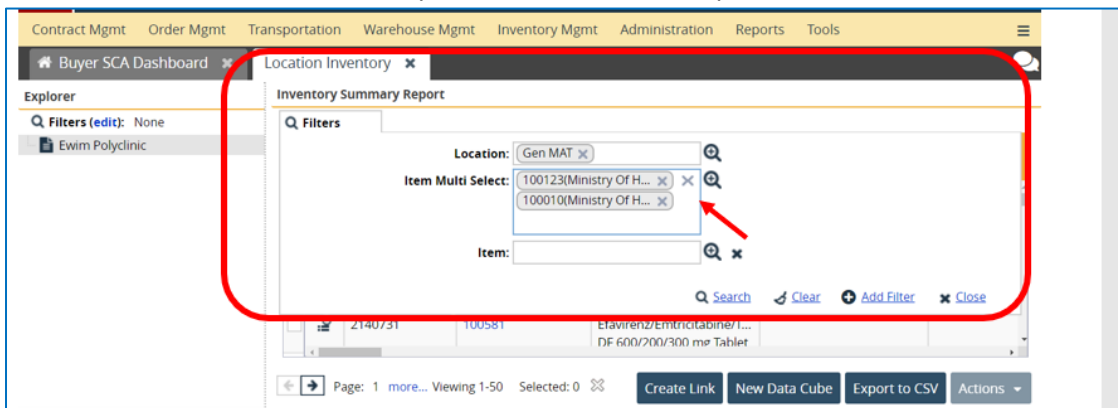 Contract Mgmt Order Mgmt Transportation Warehouse Mgmt Inventory Mgmt Administration Reports Tools
Buyer SCA Dashboard Location Inventory
Explorer
Filters (edit): None
Ewim Polyclinic
Inventory Summary Report
Filters
Location: Gen MAT
Item Multi Select: 100123(Ministry Of H...
100010(Ministry Of H...
Item:
Search Clear Add Filter Close
2140731 100581 Efavirenz/Emtricitabine/T...
DF 600/200/300 mg Tablet
Page: 1 more... Viewing 1-50 Selected: 0 Create Link New Data Cube Export to CSV Actions